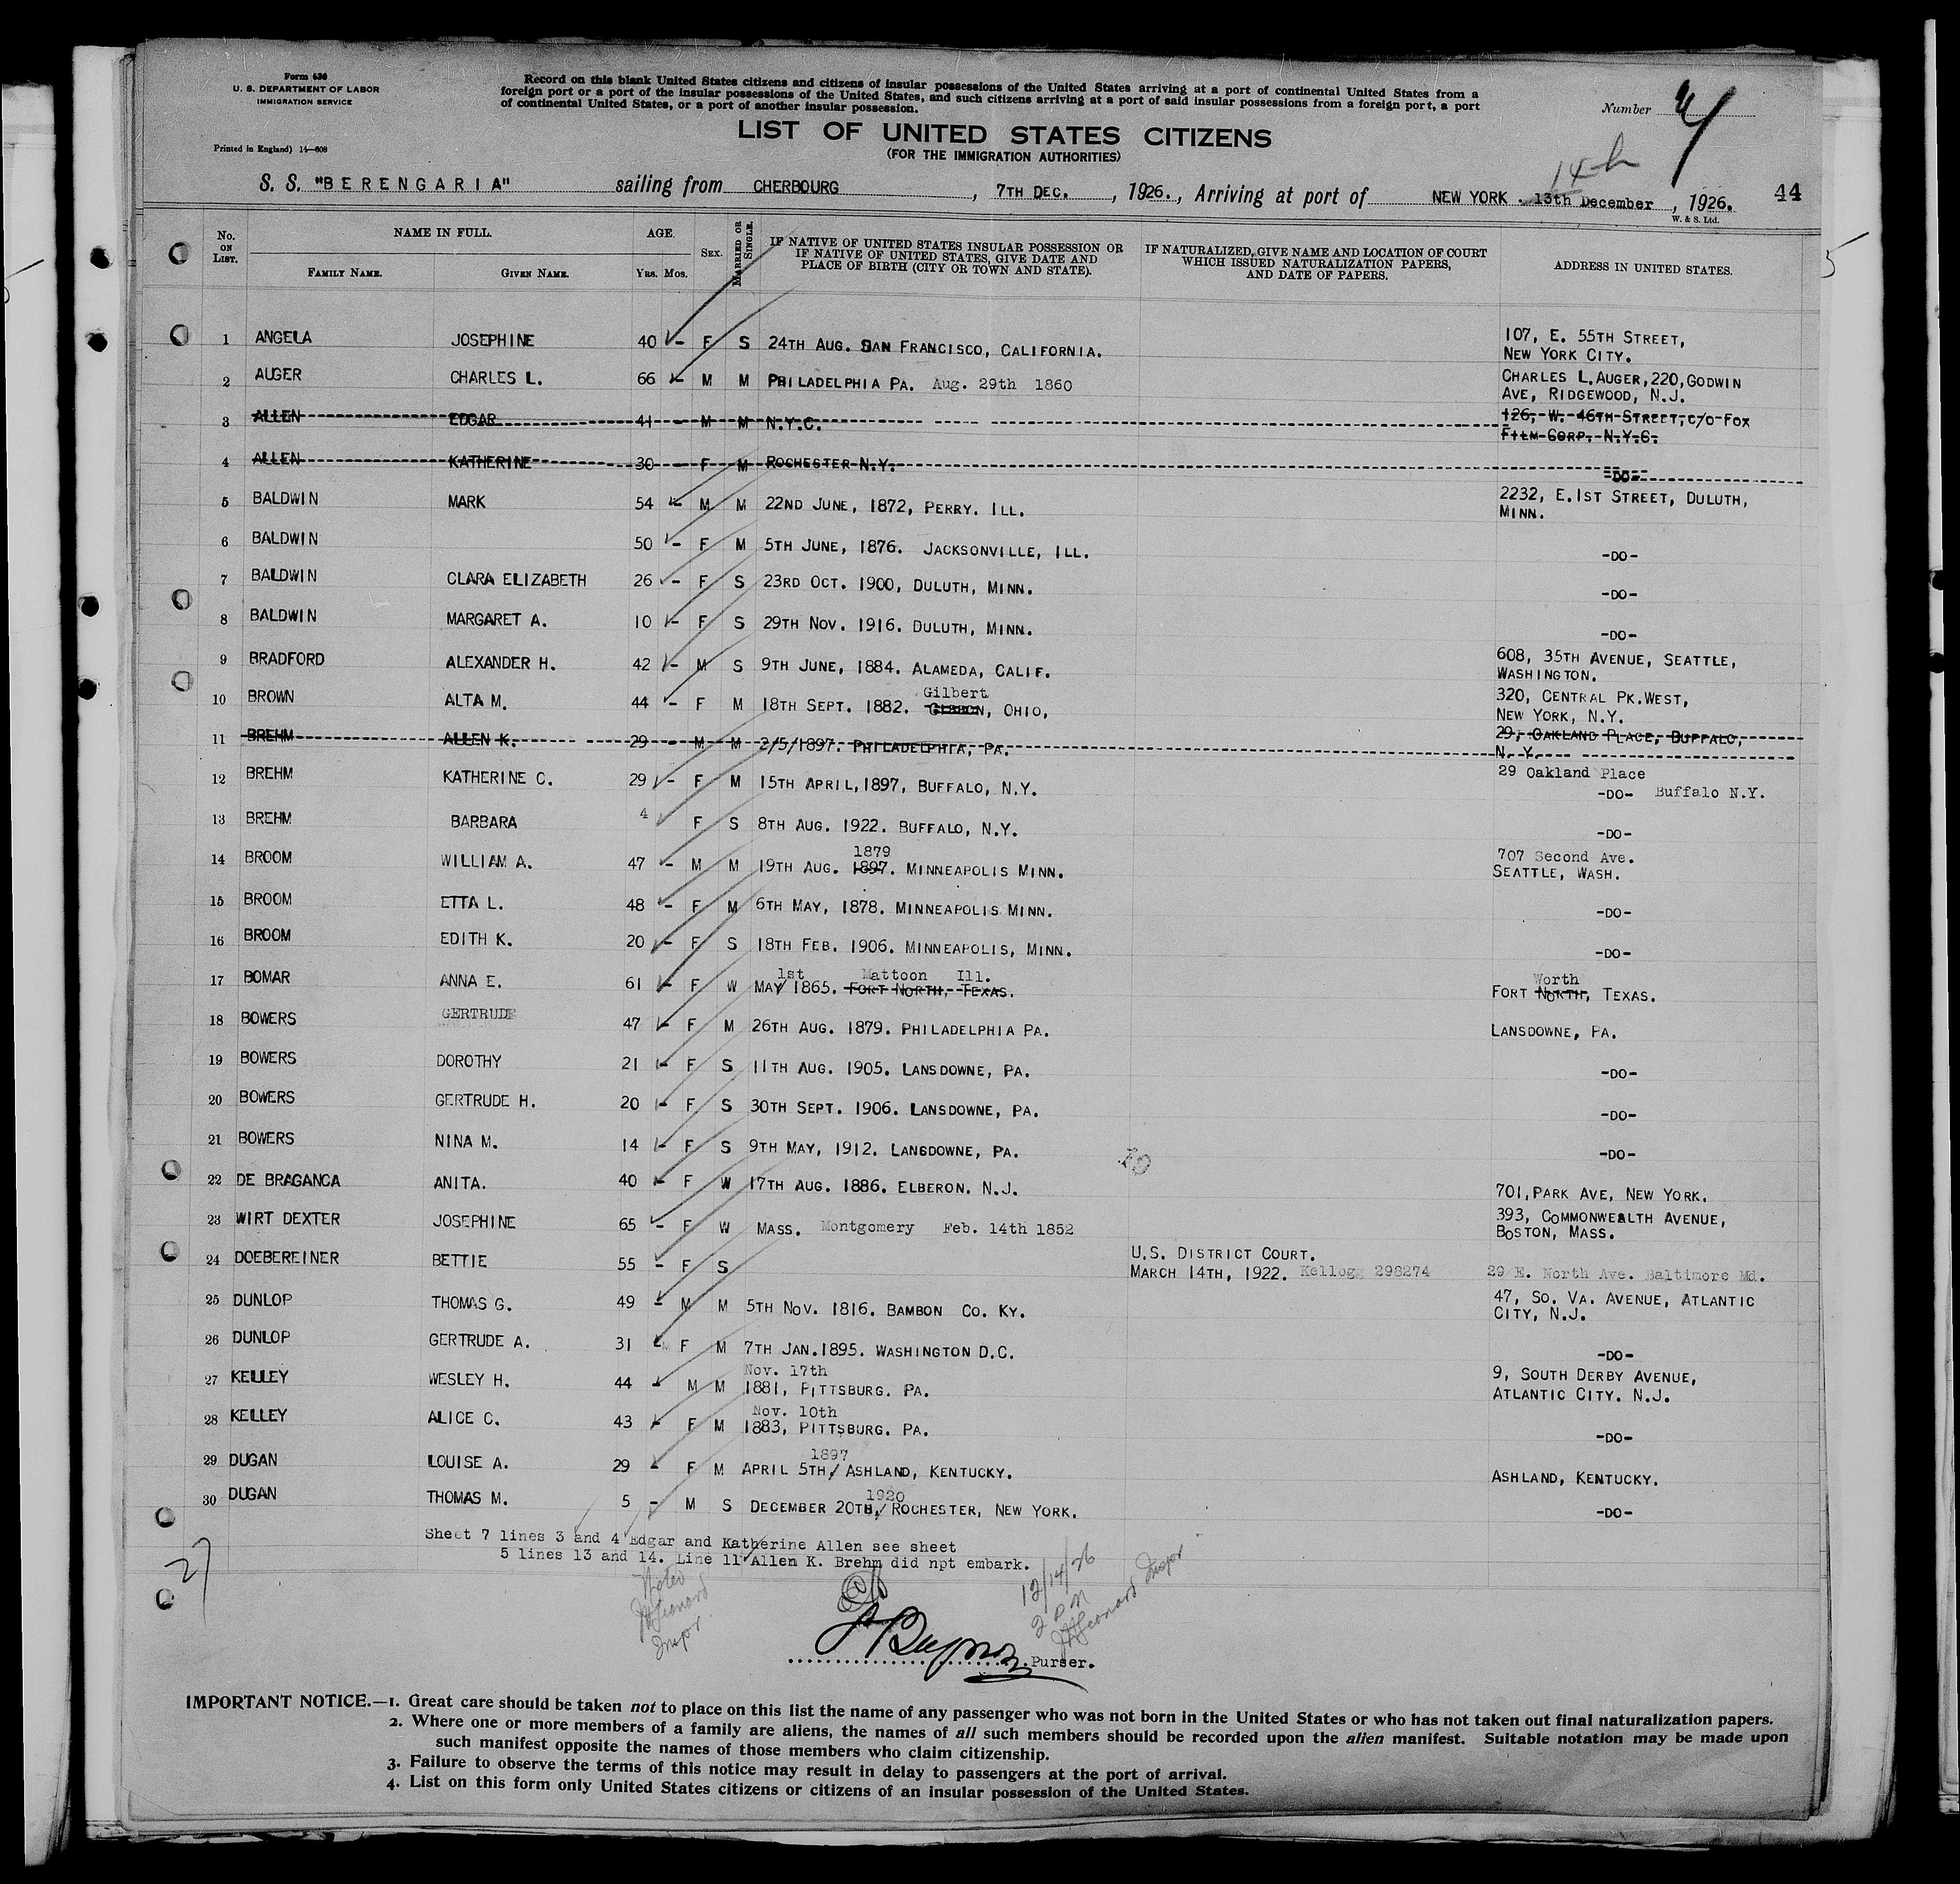 Form 630
U. S. DEPARTMENT OF LABOR
IMMIGRATION SERVICE
Printed in England) 14—608
Record on this blank United States citizens and citizens of insular possessions of the United States arriving at a port of continental United States from a
foreign port or a port of the insular possessions of the United States, and such citizens arriving at a port of said insular possessions from a foreign port, a port
of continental United States, or a port of another insular possession.
Number
LIST OF UNITED STATES CITIZENS
(FOR THE IMMIGRATION AUTHORITIES)
14th
S. S. "BERENGARIA" sailing from CHERBOURG, 7TH DEC., 1926., Arriving at port of NEW YORK. 13th December, 1926. 44
W. & S. Ltd.
No. ON LIST. NAME IN FULL. FAMILY NAME. GIVEN NAME. AGE. YRS. MOS. SEX. MARRIED OR SINGLE. IF NATIVE OF UNITED STATES INSULAR POSSESSION OR IF NATIVE OF UNITED STATES, GIVE DATE AND PLACE OF BIRTH (CITY OR TOWN AND STATE). IF NATURALIZED, GIVE NAME AND LOCATION OF COURT WHICH ISSUED NATURALIZATION PAPERS, AND DATE OF PAPERS. ADDRESS IN UNITED STATES.
1 ANGELA JOSEPHINE 40 - F S 24TH AUG. SAN FRANCISCO, CALIFORNIA. 107, E. 55TH STREET,
NEW YORK CITY.
2 AUGER CHARLES L. 66 - M M PHILADELPHIA PA. Aug. 29th 1860 CHARLES L.AUGER,220,GODWIN
AVE, RIDGEWOOD, N.J.
3 ALLEN EDGAR 41 - M M N.Y.C. 126, W. 46TH STREET, C/O FOX
FILM CORP. N.Y.C.
4 ALLEN KATHERINE 30 - F M ROCHESTER N.Y. -DO-
5 BALDWIN MARK 54 - M M 22ND JUNE, 1872, PERRY. ILL. 2232, E.1ST STREET, DULUTH,
MINN.
6 BALDWIN 50 - F M 5TH JUNE, 1876. JACKSONVILLE, ILL. -DO-
7 BALDWIN CLARA ELIZABETH 26 - F S 23RD OCT. 1900, DULUTH, MINN. -DO-
8 BALDWIN MARGARET A. 10 - F S 29TH NOV. 1916. DULUTH, MINN. -DO-
9 BRADFORD ALEXANDER H. 42 - M S 9TH JUNE, 1884. ALAMEDA, CALIF. 608, 35TH AVENUE, SEATTLE,
WASHINGTON.
Gilbert
10 BROWN ALTA M. 44 - F M 18TH SEPT. 1882. GIBBON, OHIO, 320, CENTRAL PK.WEST,
NEW YORK, N.Y.
11 BREHM ALLEN K. 29 - M M 2/5/1897. PHILADELPHIA, PA. 29, OAKLAND PLACE, BUFFALO,
N. Y.
12 BREHM KATHERINE C. 29 - F M 15TH APRIL,1897, BUFFALO, N.Y. 29 Oakland Place
-DO- Buffalo N.Y.
13 BREHM BARBARA 4 F S 8TH AUG. 1922. BUFFALO, N.Y. -DO-
1879
14 BROOM WILLIAM A. 47 - M M 19TH AUG. 1897. MINNEAPOLIS MINN. 707 Second Ave.
SEATTLE, WASH.
15 BROOM ETTA L. 48 - F M 6TH MAY, 1878. MINNEAPOLIS MINN. -DO-
16 BROOM EDITH K. 20 - F S 18TH FEB. 1906. MINNEAPOLIS, MINN. -DO-
1st Mattoon Ill. Worth
17 BOMAR ANNA E. 61 - F W MAY/ 1865. FORT NORTH, TEXAS. FORT NORTH, TEXAS.
18 BOWERS GERTRUDE 47 - F M 26TH AUG. 1879. PHILADELPHIA PA. LANSDOWNE, PA.
19 BOWERS DOROTHY 21 - F S 11TH AUG. 1905. LANSDOWNE, PA. -DO-
20 BOWERS GERTRUDE H. 20 - F S 30TH SEPT. 1906. LANSDOWNE, PA. -DO-
21 BOWERS NINA M. 14 - F S 9TH MAY, 1912. LANSDOWNE, PA. -DO-
22 DE BRAGANCA ANITA. 40 - F W 17TH AUG. 1886. ELBERON. N.J. 701,PARK AVE, NEW YORK.
23 WIRT DEXTER JOSEPHINE 65 - F W MASS. Montgomery Feb. 14th 1852 393, COMMONWEALTH AVENUE,
BOSTON, MASS.
24 DOEBEREINER BETTIE 55 - F S U.S. DISTRICT COURT.
MARCH 14TH, 1922. Kellogg 298274 29 E. North Ave. Baltimore Md.
25 DUNLOP THOMAS G. 49 - M M 5TH NOV. 1816. BAMBON CO. KY. 47, SO. VA. AVENUE, ATLANTIC
CITY, N.J.
26 DUNLOP GERTRUDE A. 31 F M 7TH JAN.1895. WASHINGTON D.C. -DO-
Nov. 17th
27 KELLEY WESLEY H. 44 - M M 1881, PITTSBURG. PA. 9, SOUTH DERBY AVENUE,
ATLANTIC CITY. N.J.
Nov. 10th
28 KELLEY ALICE C. 43 - F M 1883, PITTSBURG. PA. -DO-
1897
29 DUGAN LOUISE A. 29 - F M APRIL 5TH,/ ASHLAND, KENTUCKY. ASHLAND, KENTUCKY.
1920
30 DUGAN THOMAS M. 5 - M S DECEMBER 20TH,/ ROCHESTER, NEW YORK. -DO-
Sheet 7 lines 3 and 4 Edgar and Katherine Allen see sheet
5 lines 13 and 14. Line 11 Allen K. Brehm did npt embark.
27
Noted
Leonard
Inspr
12/14/26
2 PM
Leonard Inspr
Purser.
IMPORTANT NOTICE.—1. Great care should be taken not to place on this list the name of any passenger who was not born in the United States or who has not taken out final naturalization papers.
2. Where one or more members of a family are aliens, the names of all such members should be recorded upon the alien manifest. Suitable notation may be made upon
such manifest opposite the names of those members who claim citizenship.
3. Failure to observe the terms of this notice may result in delay to passengers at the port of arrival.
4. List on this form only United States citizens or citizens of an insular possession of the United States.